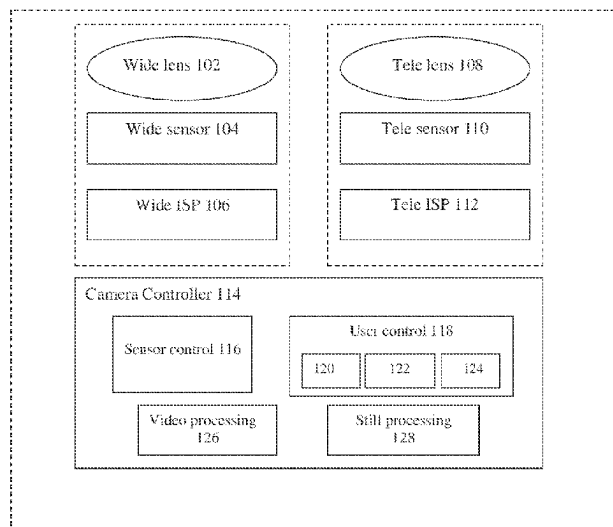 Wide lens 102
Tele lens 108
Wide sensor 104
Tele sensor 110
Wide ISP 106
Tele ISP 112
Camera Controller 114
Sensor control 116
User control 118
120
122
124
Video processing
126
Still processing
128